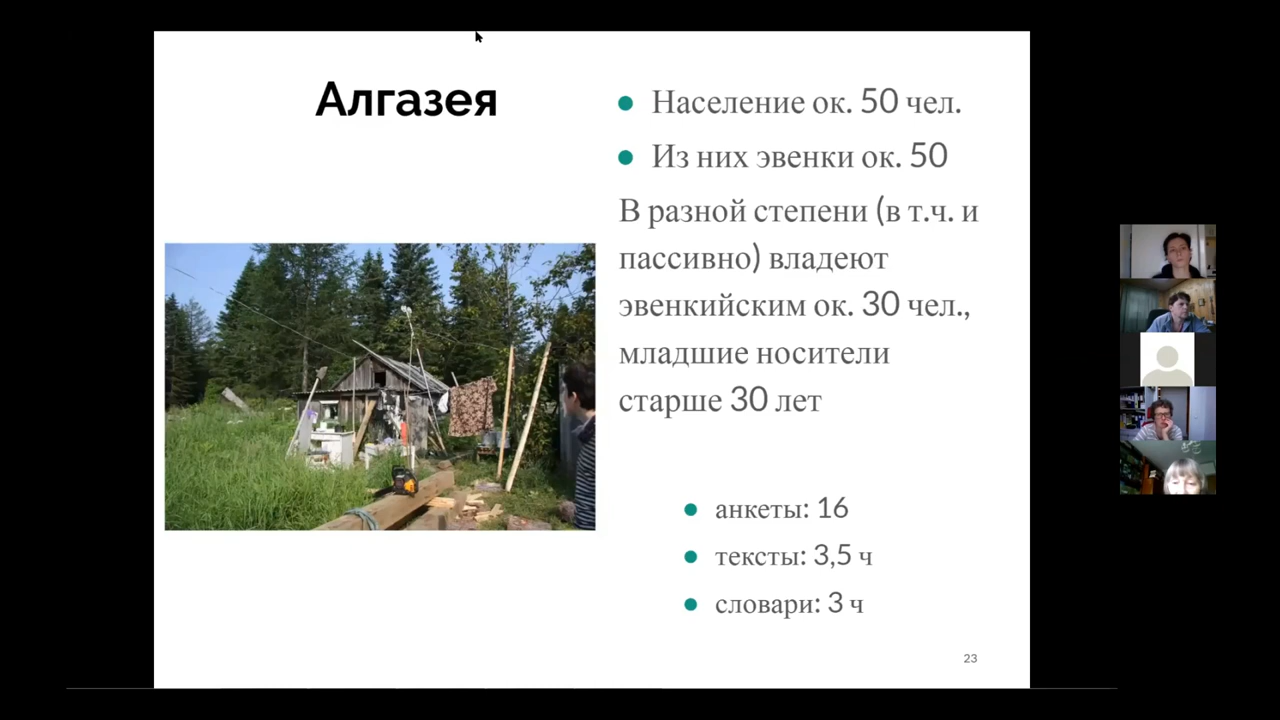 Алгазея
Население ок. 50 чел.
Из них эвенки ок. 50
В разной степени (в т.ч. и
пассивно) владеют
эвенкийским ок. 30 чел.,
младшие носители
старше 30 лет
анкеты: 16
тексты: 3,5 ч
словари: 3 ч
23